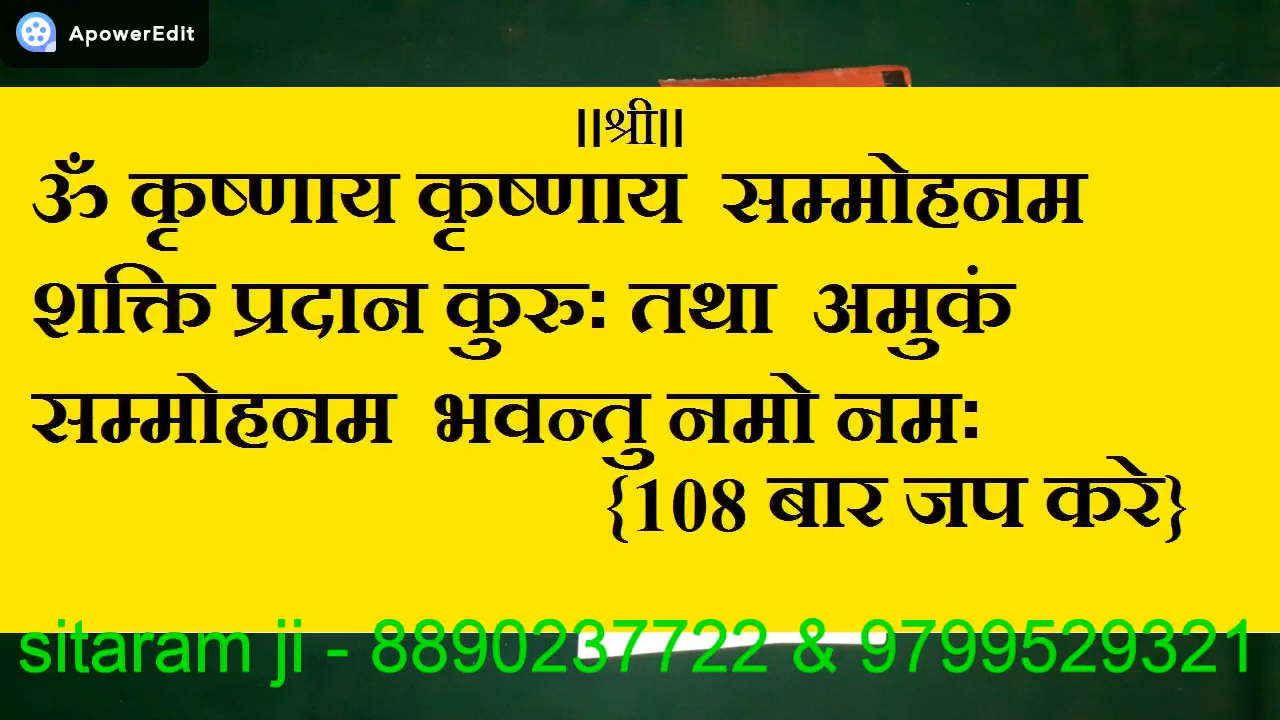 ApowerEdit
||श्री||
ॐ कृष्णाय कृष्णाय सम्मोहनम
शक्ति प्रदान कुरुः तथा अमुकं
सम्मोहनम भवन्तु नमो नमः
{108 बार जप करे}
sitaram ji - 8890237722 & 9799529321